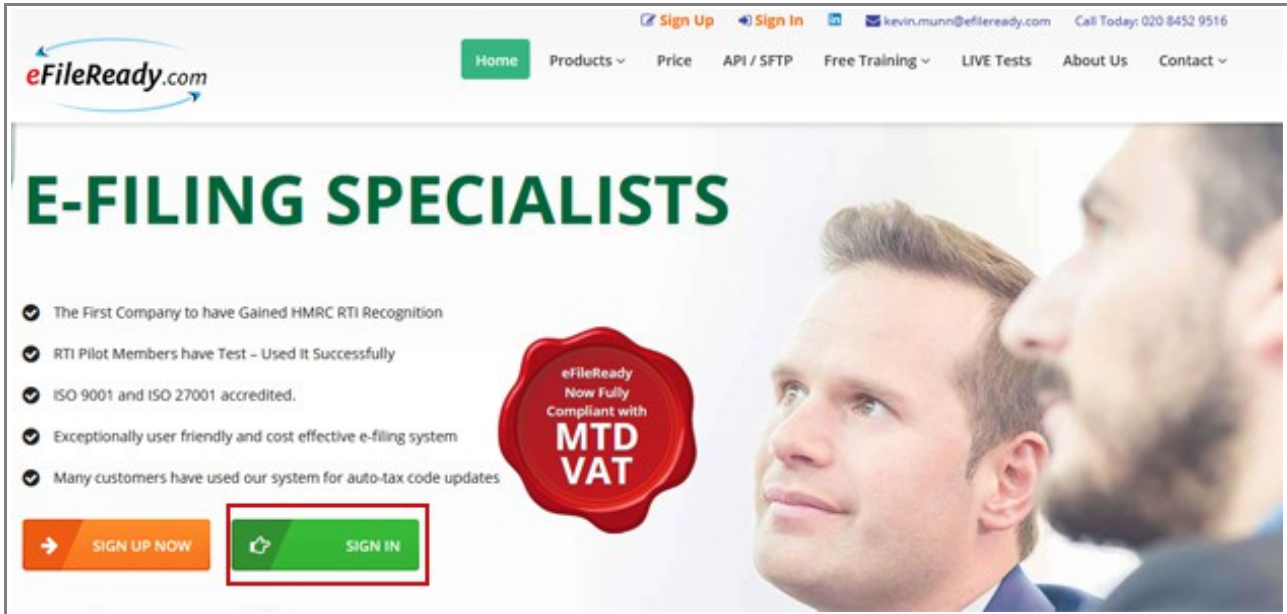 Sign Up Sign In in kevin.munn@efileready.com Call Today: 020 8452 9516
eFileReady.com
Home Products Price API / SFTP Free Training LIVE Tests About Us Contact
E-FILING SPECIALISTS
The First Company to have Gained HMRC RTI Recognition
RTI Pilot Members have Test – Used It Successfully
ISO 9001 and ISO 27001 accredited.
Exceptionally user friendly and cost effective e-filing system
Many customers have used our system for auto-tax code updates
eFileReady
Now Fully
Compliant with
MTD
VAT
SIGN UP NOW
SIGN IN